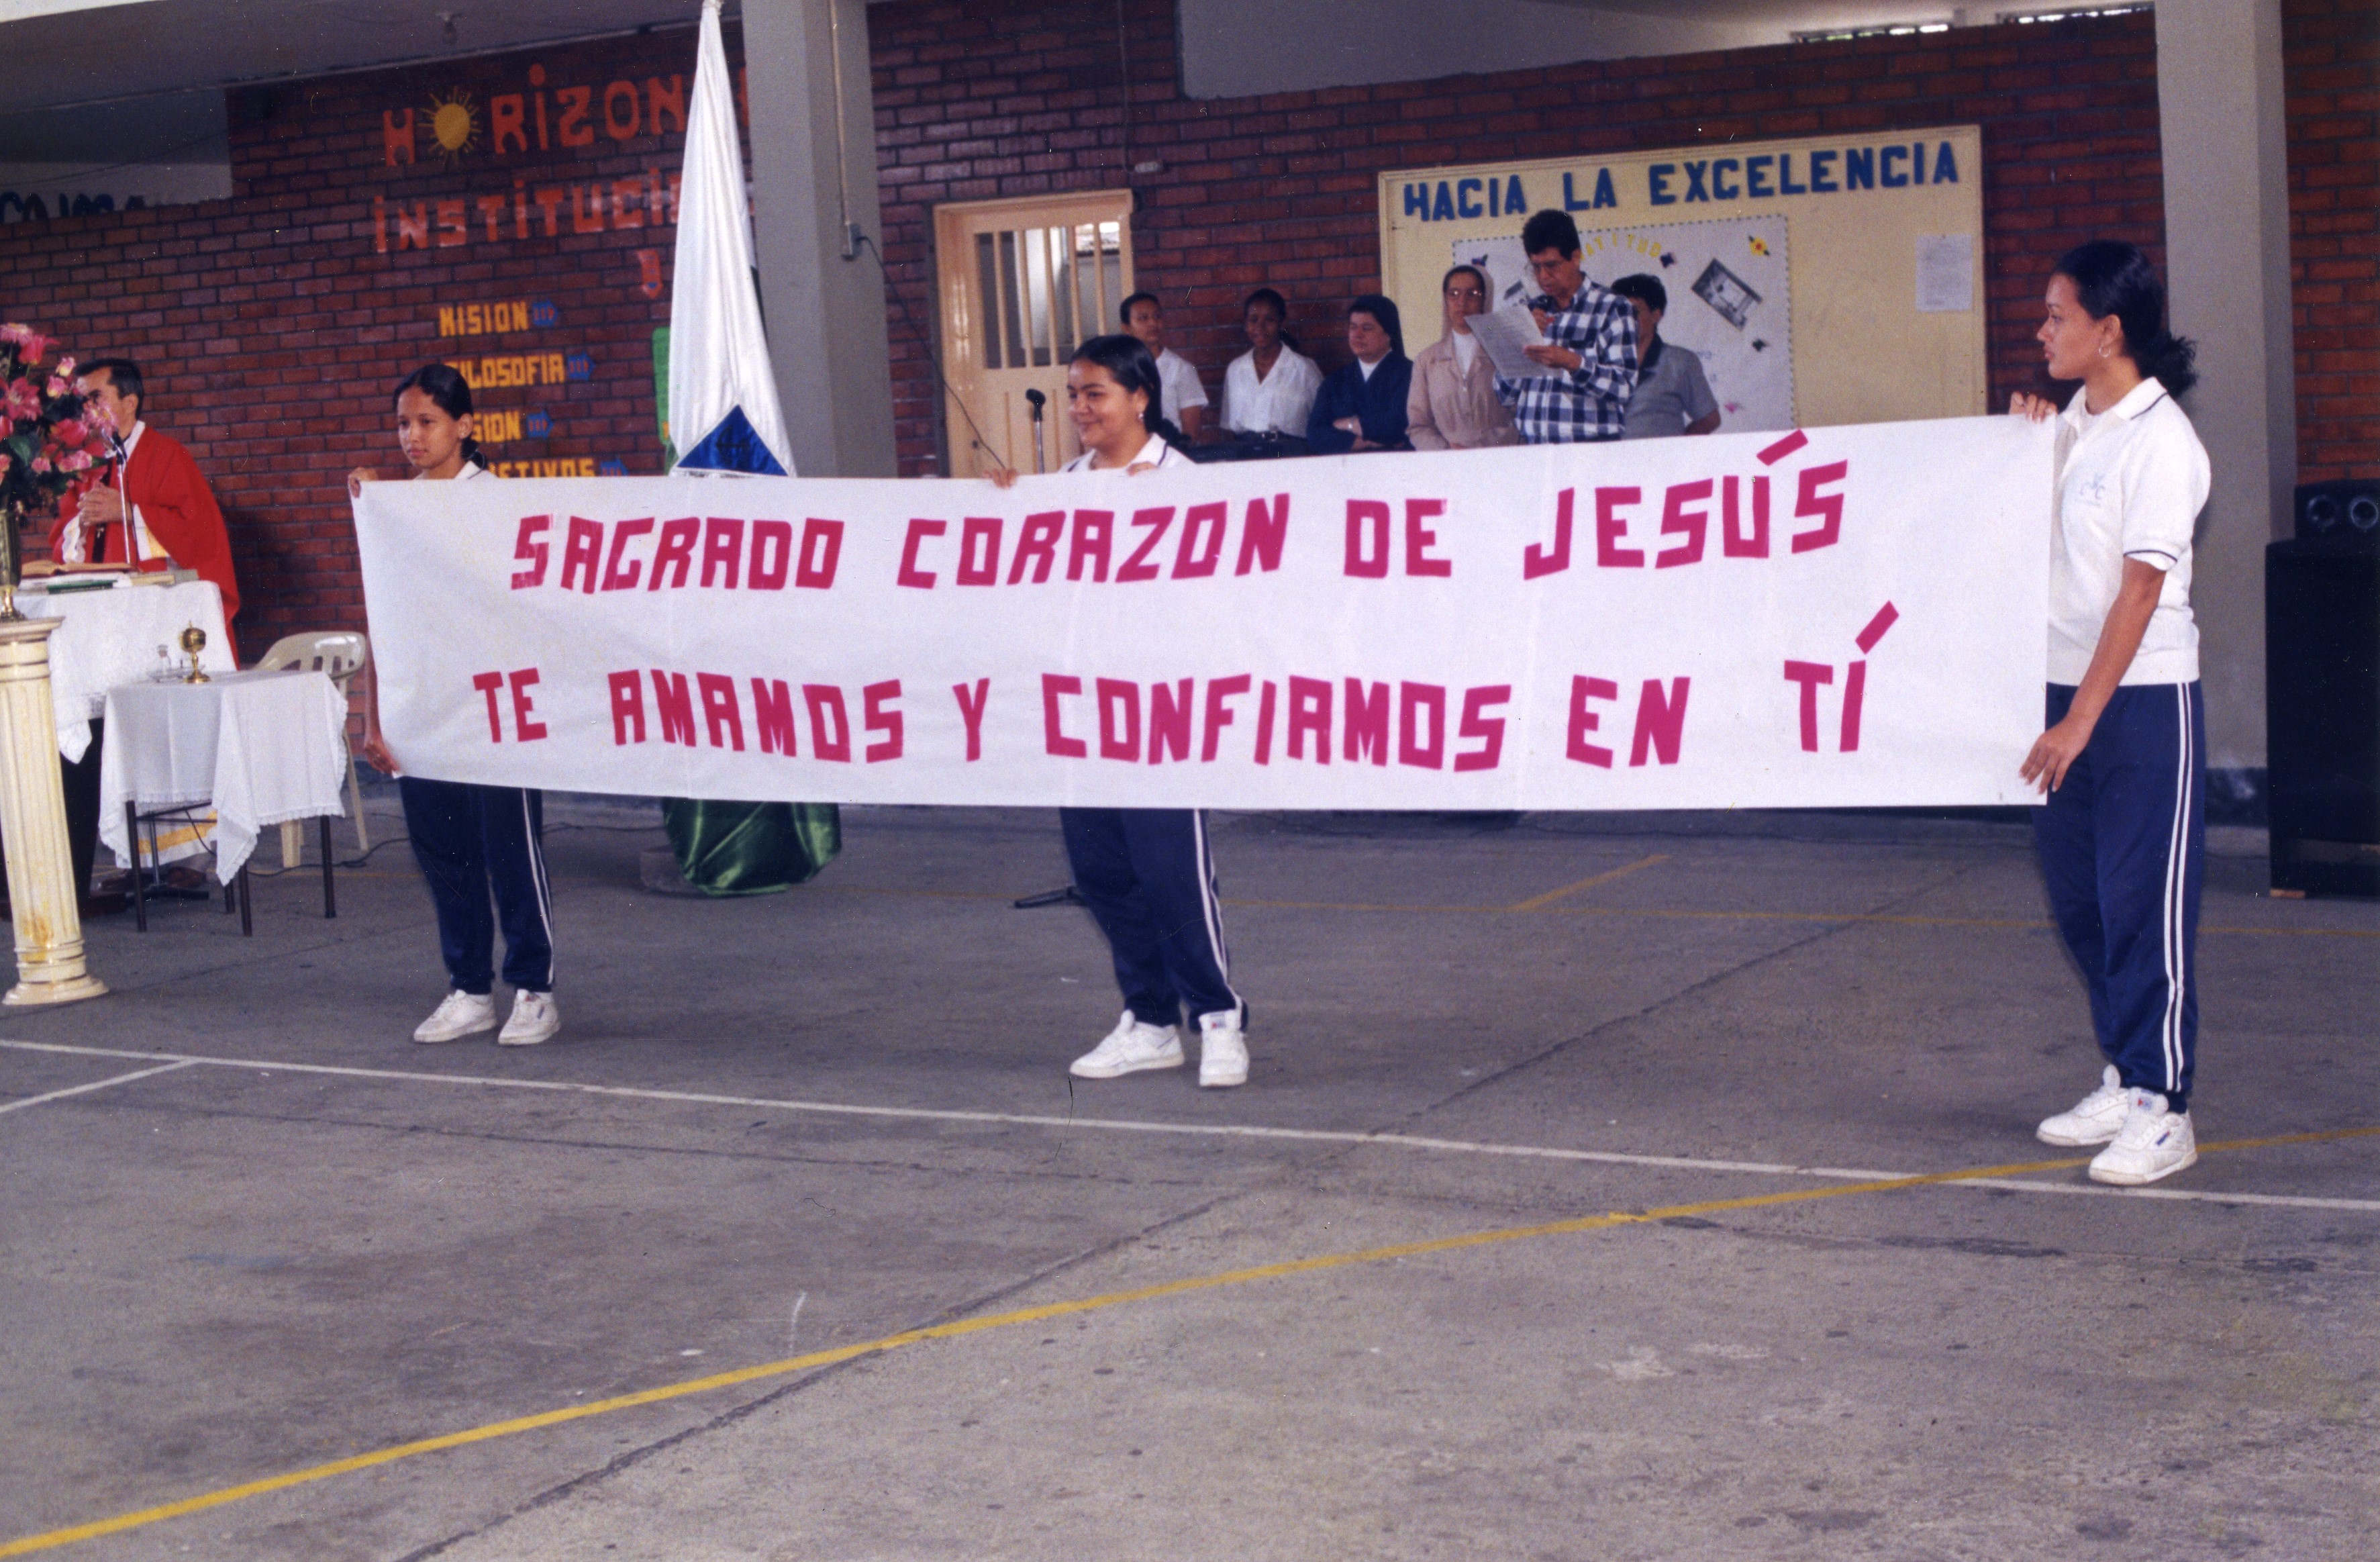 HORIZON
INSTITUCI
MISION
FILOSOFIA
HACIA LA EXCELENCIA
SAGRADO CORAZON DE JESÚS
TE AMAMOS Y CONFIAMOS EN TÍ